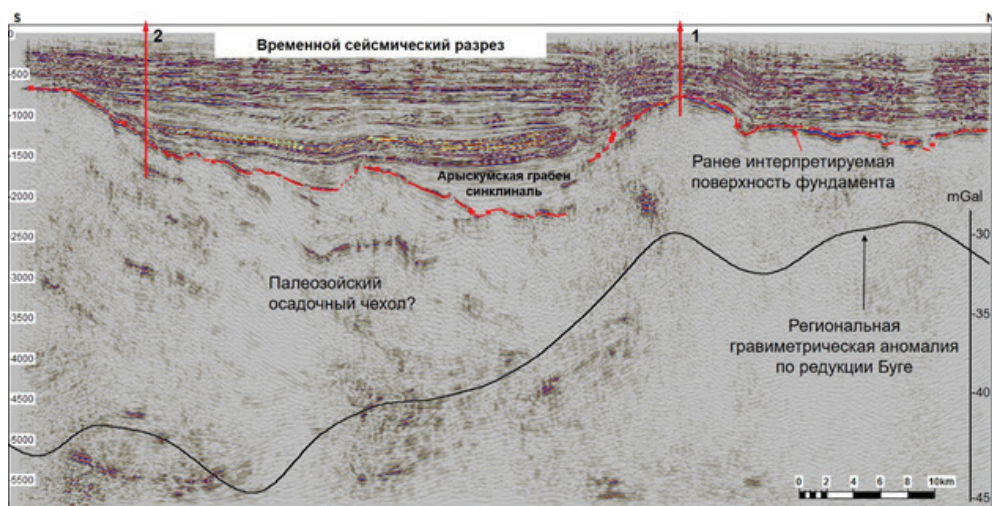 S
N
2
1
Временной сейсмический разрез
0
-500
-1000
-1500
-2000
-2500
-3000
-3500
-4000
-4500
-5000
-5500
Арыскумская грабен
синклиналь
Ранее интерпретируемая
поверхность фундамента
mGal
-30
-35
-40
-45
Палеозойский
осадочный чехол?
Региональная
гравиметрическая аномалия
по редукции Буге
0 2 4 6 8 10km